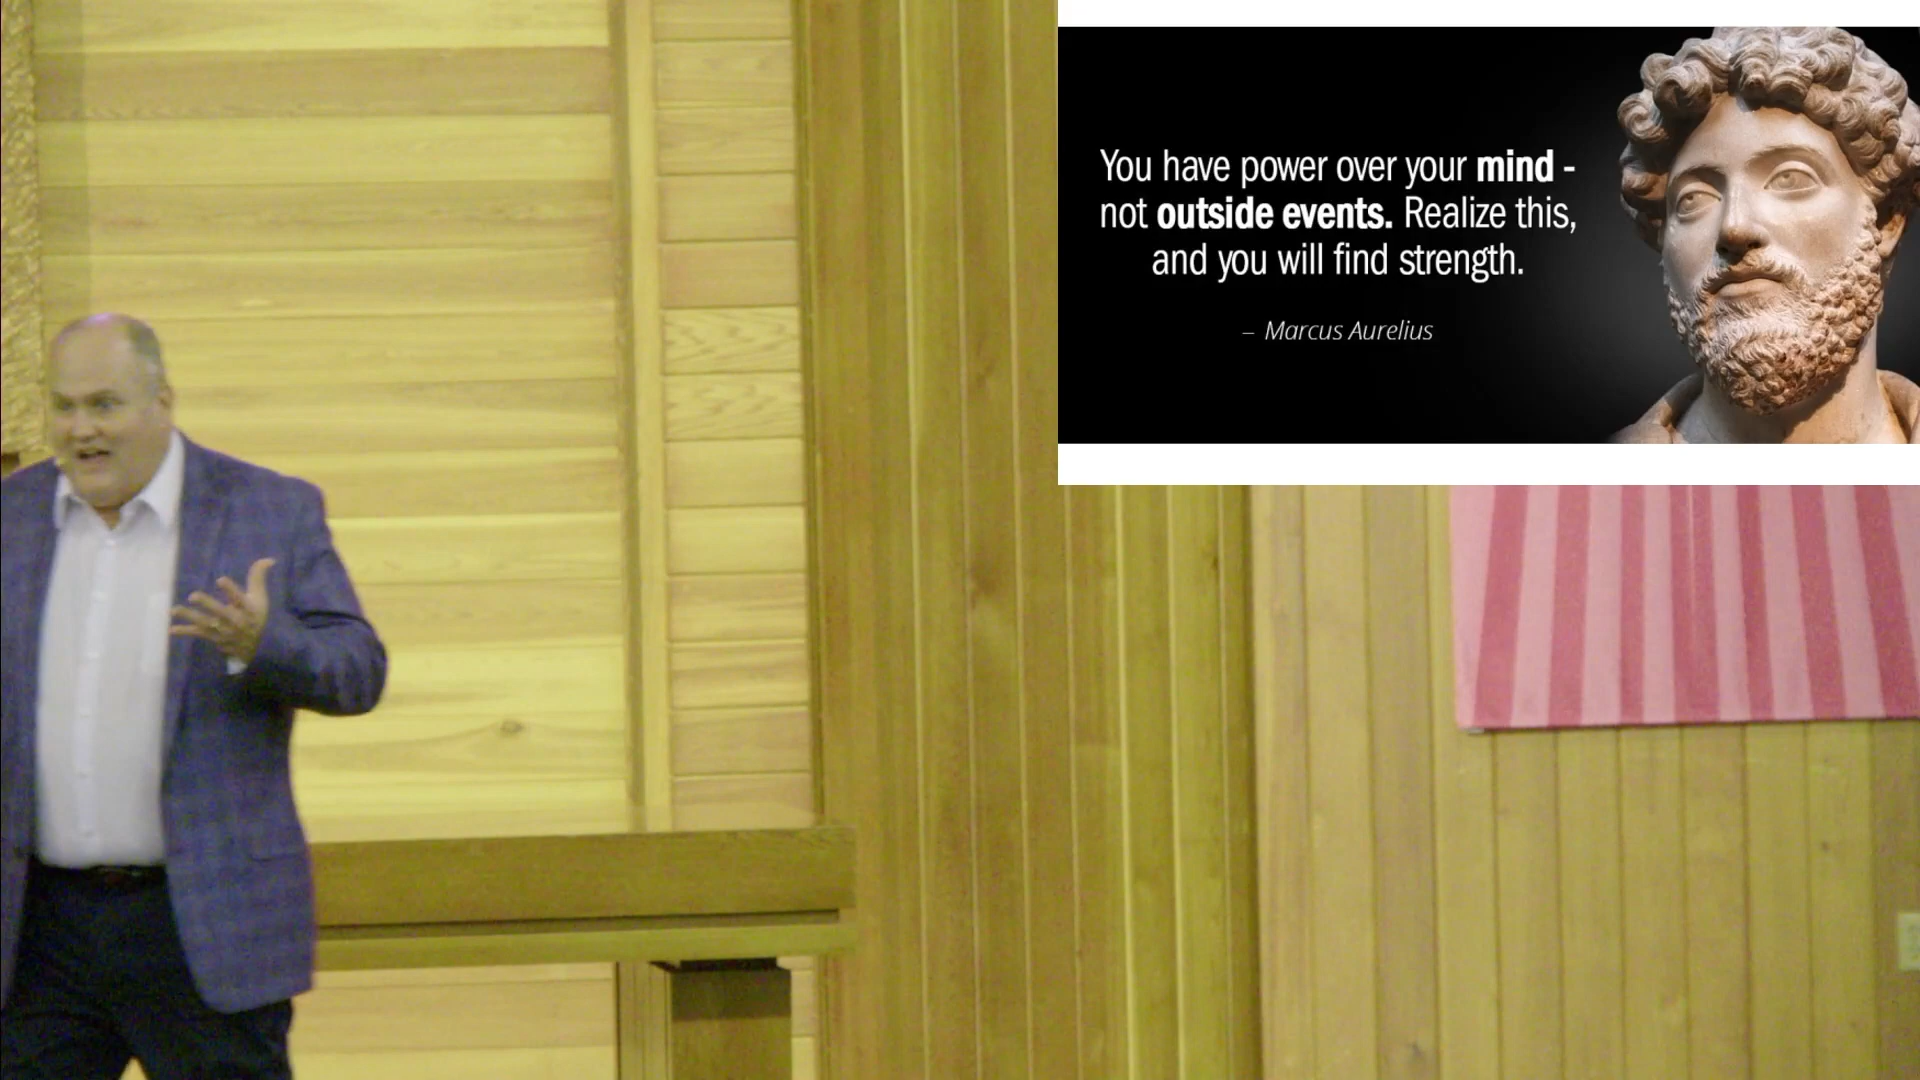 You have power over your mind -
not outside events. Realize this,
and you will find strength.
– Marcus Aurelius